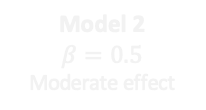 Model 2
β = 0.5
Moderate effect